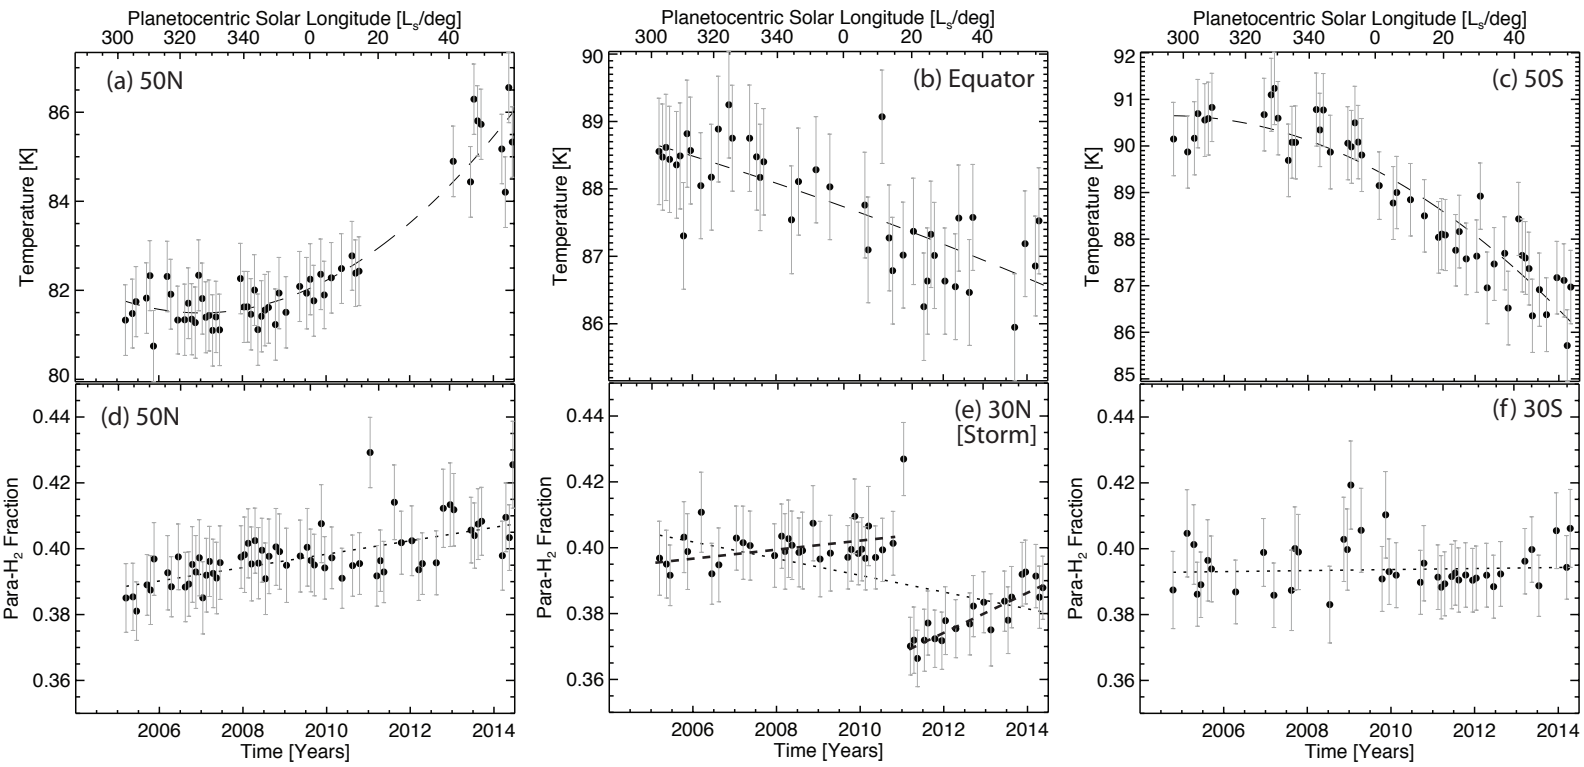 Planetocentric Solar Longitude [Ls/deg]
300 320 340 0 20 40
(a) 50N
Temperature [K]
86
84
82
80
Planetocentric Solar Longitude [Ls/deg]
300 320 340 0 20 40
(b) Equator
Temperature [K]
90
89
88
87
86
Planetocentric Solar Longitude [Ls/deg]
300 320 340 0 20 40
(c) 50S
Temperature [K]
92
91
90
89
88
87
86
85
(d) 50N
Para-H2 Fraction
0.44
0.42
0.40
0.38
0.36
2006 2008 2010 2012 2014
Time [Years]
(e) 30N
[Storm]
Para-H2 Fraction
0.44
0.42
0.40
0.38
0.36
2006 2008 2010 2012 2014
Time [Years]
(f) 30S
Para-H2 Fraction
0.44
0.42
0.40
0.38
0.36
2006 2008 2010 2012 2014
Time [Years]